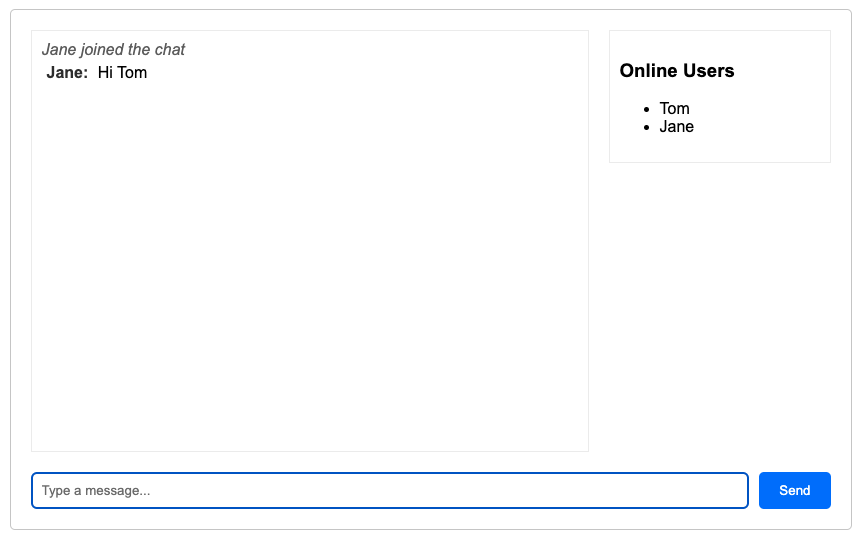 Jane joined the chat
Jane: Hi Tom
Online Users
Tom
Jane
Type a message...
Send